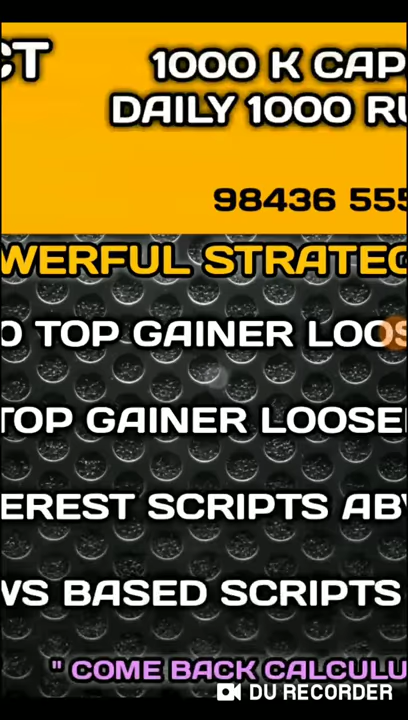 CT
1000 K CAP
DAILY 1000 RU
98436 555
WERFUL STRATEG
O TOP GAINER LOOS
TOP GAINER LOOSE
EREST SCRIPTS AB
WS BASED SCRIPTS
" COME BACK CALCULU
DU RECORDER